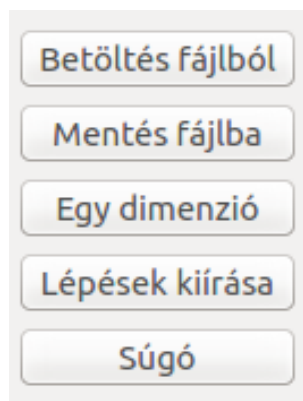 Betöltés fájlból
Mentés fájlba
Egy dimenzió
Lépések kiírása
Súgó